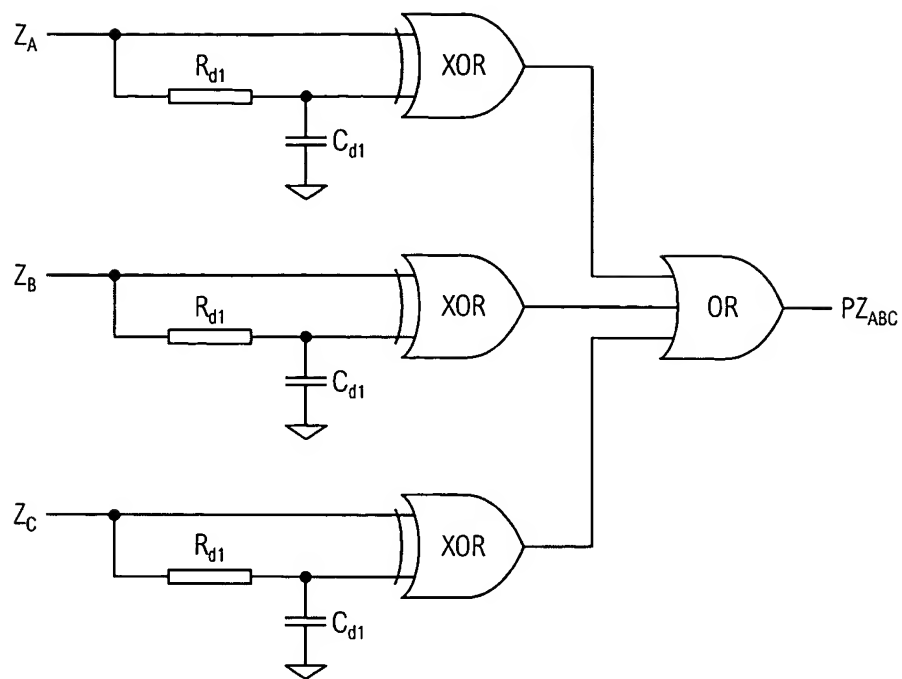 Z_A
R_d1
XOR
C_d1
Z_B
R_d1
XOR
OR
PZ_ABC
C_d1
Z_C
R_d1
XOR
C_d1